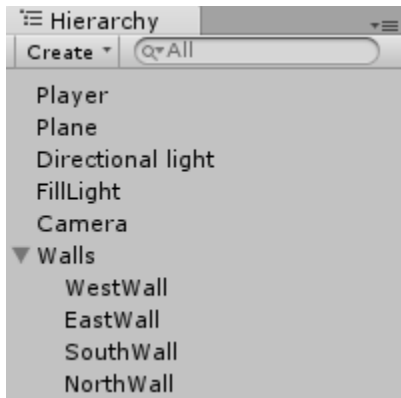 Hierarchy
Create All
Player
Plane
Directional light
FillLight
Camera
Walls
WestWall
EastWall
SouthWall
NorthWall